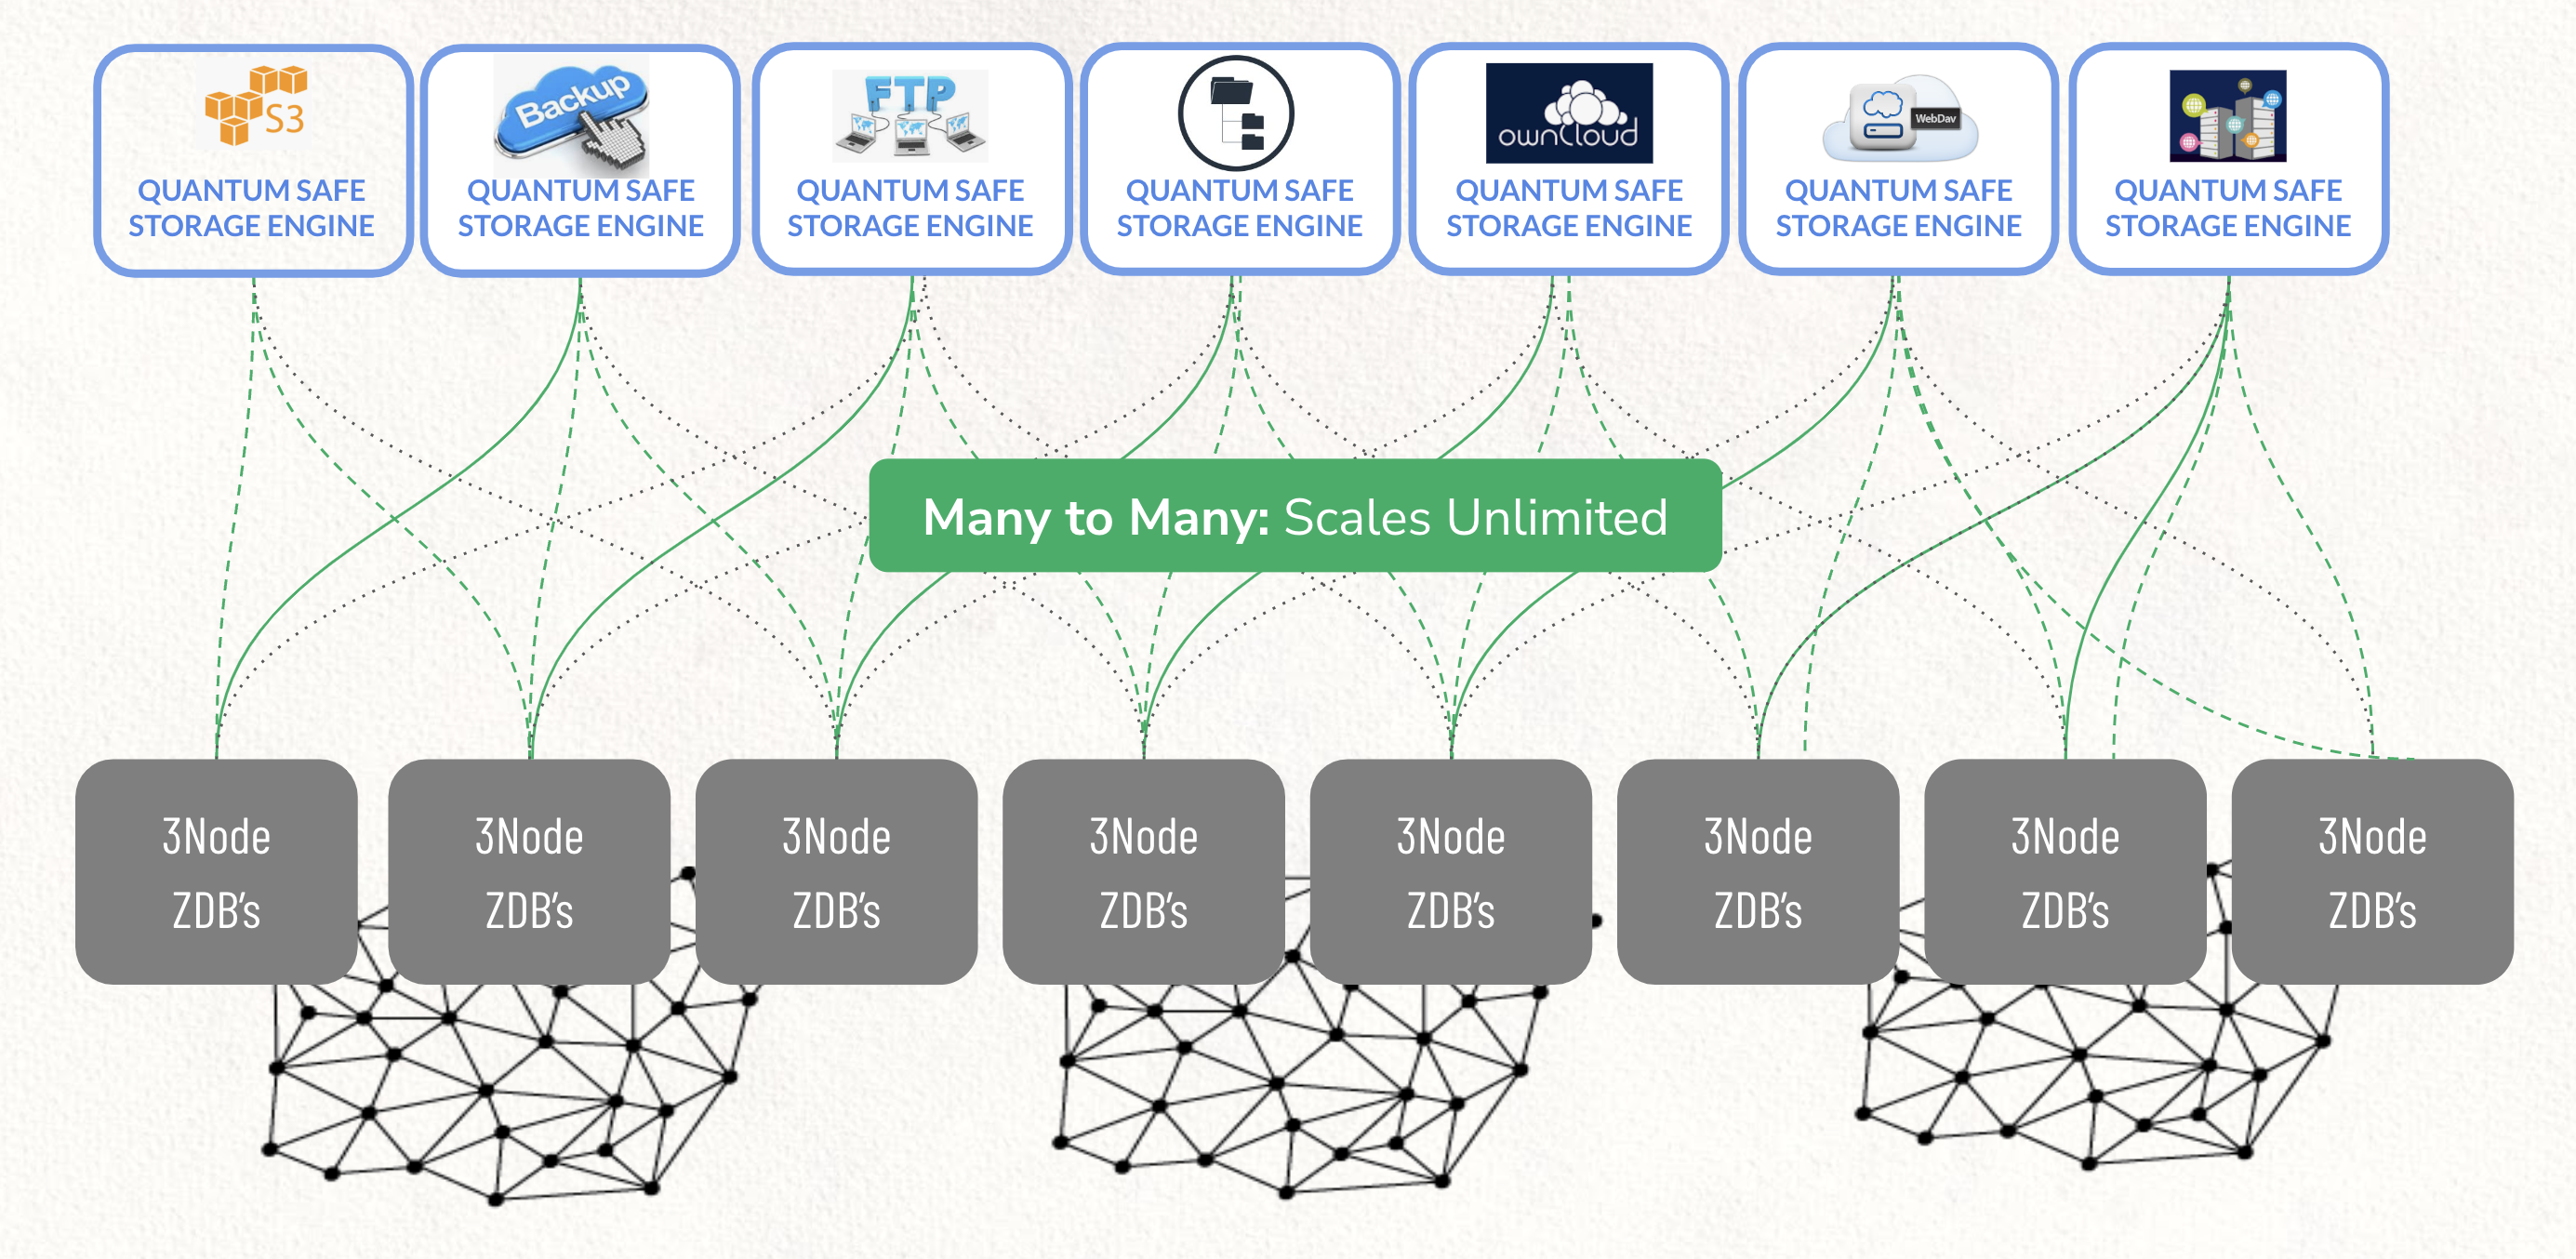 S3
QUANTUM SAFE
STORAGE ENGINE
Backup
QUANTUM SAFE
STORAGE ENGINE
FTP
QUANTUM SAFE
STORAGE ENGINE
QUANTUM SAFE
STORAGE ENGINE
ownCloud
QUANTUM SAFE
STORAGE ENGINE
WebDav
QUANTUM SAFE
STORAGE ENGINE
QUANTUM SAFE
STORAGE ENGINE
Many to Many: Scales Unlimited
3Node
ZDB’s
3Node
ZDB’s
3Node
ZDB’s
3Node
ZDB’s
3Node
ZDB’s
3Node
ZDB’s
3Node
ZDB’s
3Node
ZDB’s